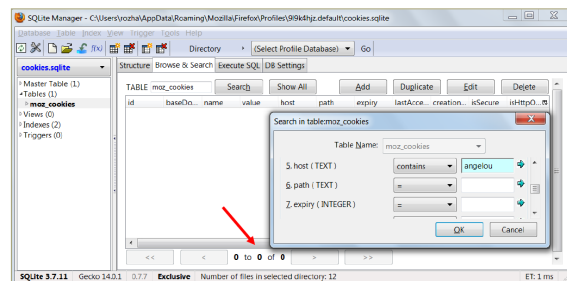 SQLite Manager - C:\Users\rozha\AppData\Roaming\Mozilla\Firefox\Profiles\9l9k4hjz.default\cookies.sqlite
Database Table Index View Trigger Tools Help
f(x) Directory (Select Profile Database) Go
cookies.sqlite Structure Browse & Search Execute SQL DB Settings
Master Table (1)
Tables (1)
moz_cookies
Views (0)
Indexes (2)
Triggers (0)
TABLE moz_cookies Search Show All Add Duplicate Edit Delete
id baseDo... name value host path expiry lastAcce... creation... isSecure isHttpO...
Search in table:moz_cookies
Table Name: moz_cookies
5. host ( TEXT ) contains angelou
6. path ( TEXT ) =
7. expiry ( INTEGER ) =
OK Cancel
<< < 0 to 0 of 0 > >>
SQLite 3.7.11 Gecko 14.0.1 0.7.7 Exclusive Number of files in selected directory: 12 ET: 1 ms